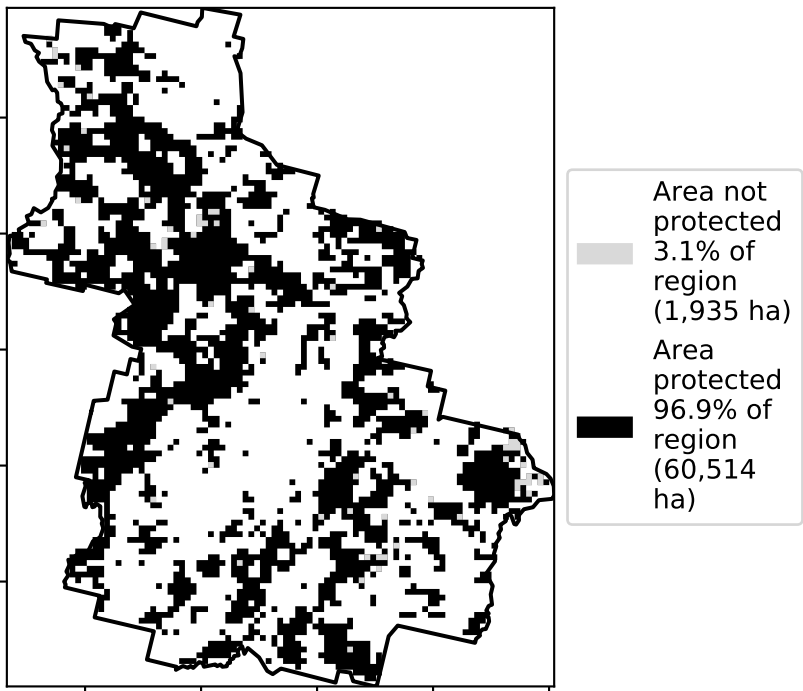 Area not
protected
3.1% of
region
(1,935 ha)
Area
protected
96.9% of
region
(60,514
ha)